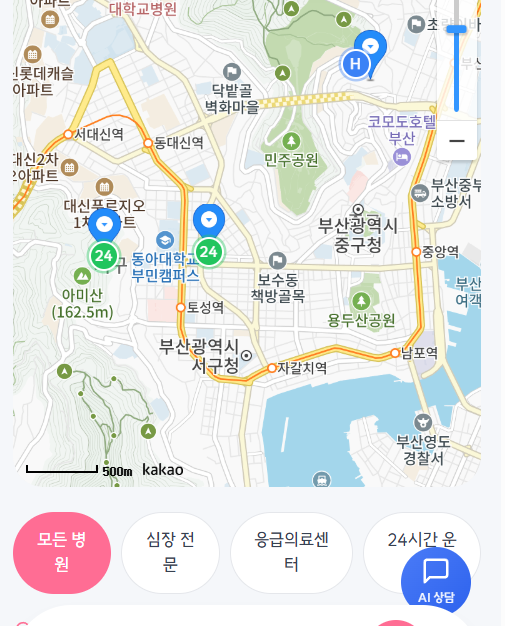 아파트
대학교병원
롯데캐슬
아파트
닥밭골
벽화마을
서대신역
동대신역
코모도호텔
부산
대신2차
민주공원
부산중부
소방서
대신푸르지오
1차아파트
부산광역시
중구청
24
24
H
동아대학교
부민캠퍼스
중앙역
아미산
(162.5m)
보수동
책방골목
부산
여객
용두산공원
토성역
부산광역시
서구청
자갈치역
남포역
부산영도
경찰서
500m
kakao
모든 병
원
심장 전
문
응급의료센
터
24시간 운
AI 상담